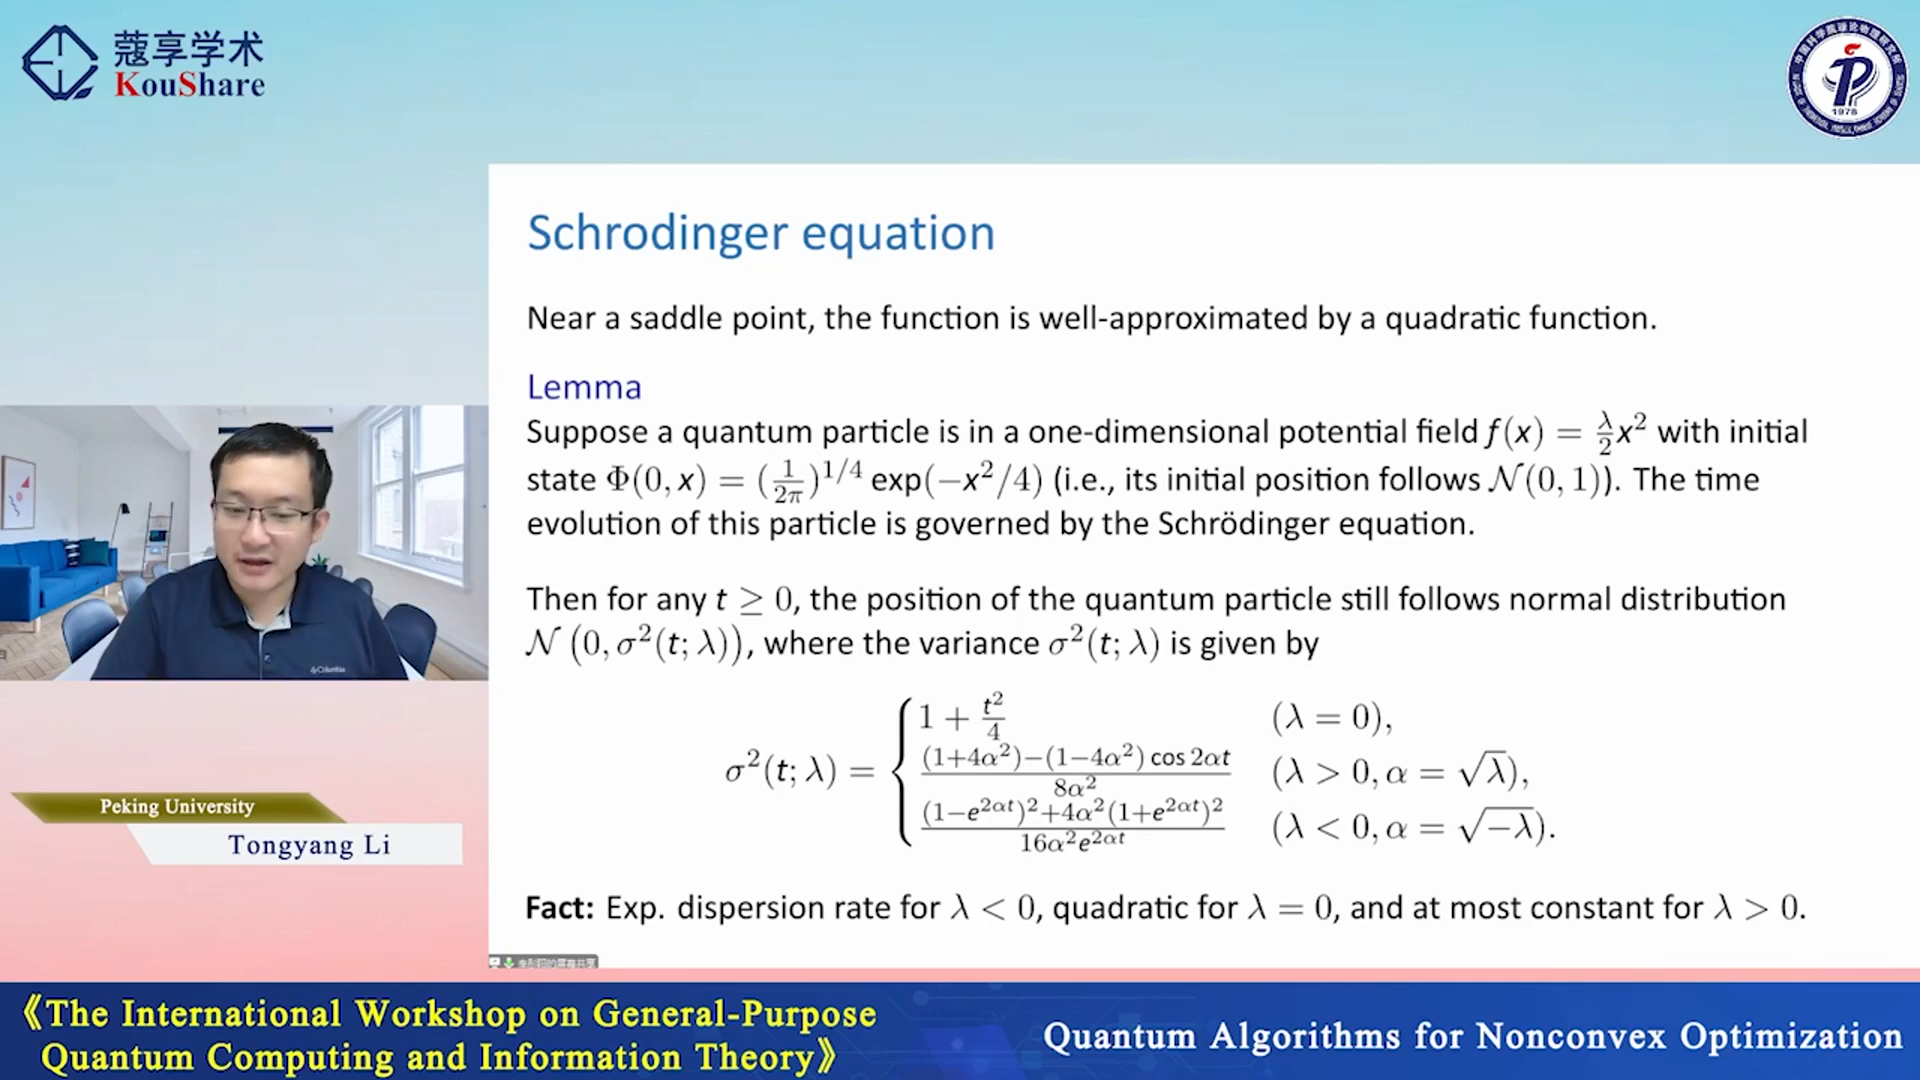 蔻享学术
KouShare
1978
Schrodinger equation
Near a saddle point, the function is well-approximated by a quadratic function.
Lemma
Suppose a quantum particle is in a one-dimensional potential field f(x) = λ/2 x² with initial
state Φ(0, x) = (1/2π)^1/4 exp(−x²/4) (i.e., its initial position follows N(0, 1)). The time
evolution of this particle is governed by the Schrödinger equation.
Then for any t ≥ 0, the position of the quantum particle still follows normal distribution
N (0, σ²(t; λ)), where the variance σ²(t; λ) is given by
σ²(t; λ) = {
1 + t²/4 (λ = 0),
(1+4α²)−(1−4α²) cos 2αt / 8α² (λ > 0, α = √λ),
(1−e^2αt)²+4α²(1+e^2αt)² / 16α²e^2αt (λ < 0, α = √−λ).
Fact: Exp. dispersion rate for λ < 0, quadratic for λ = 0, and at most constant for λ > 0.
Columbia
Peking University
Tongyang Li
《The International Workshop on General-Purpose
Quantum Computing and Information Theory》
Quantum Algorithms for Nonconvex Optimization